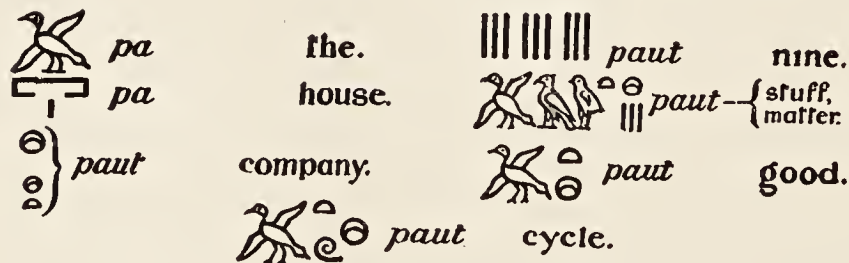 pa the.
pa house.
paut company.
paut nine.
paut — { stuff,
matter.
paut good.
paut cycle.